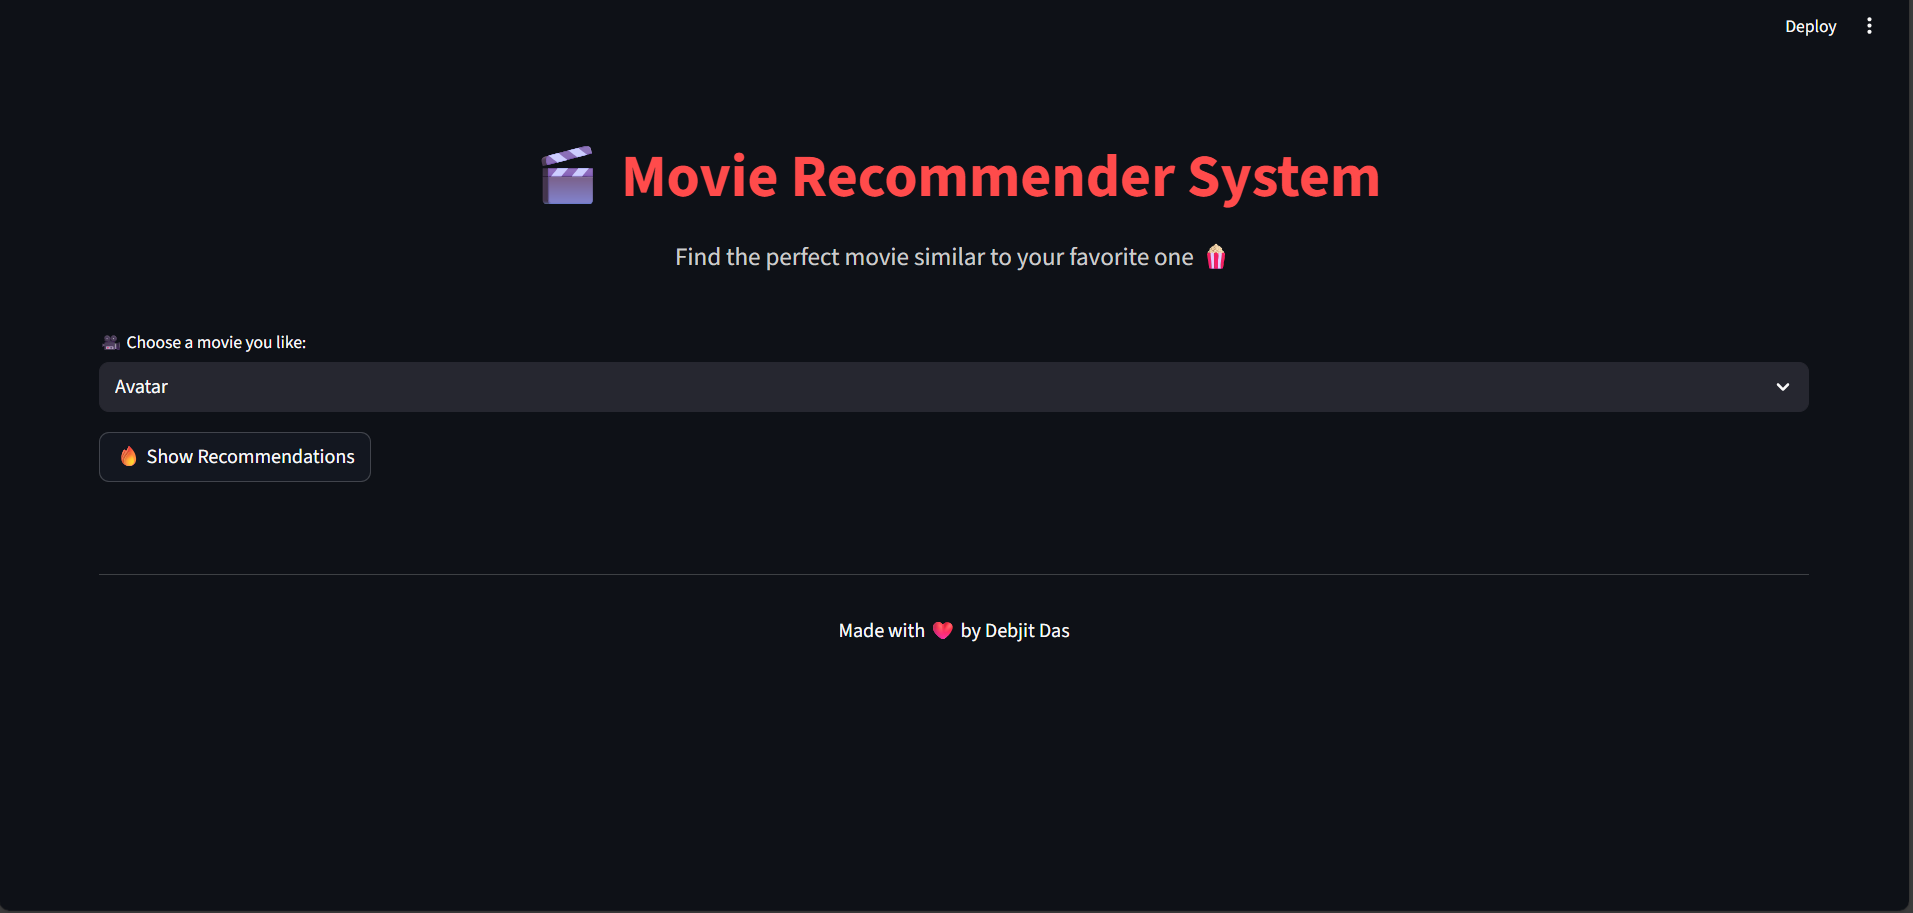 Deploy
🎬 Movie Recommender System
Find the perfect movie similar to your favorite one 🍿
🎥 Choose a movie you like:
Avatar
🔥 Show Recommendations
Made with ❤️ by Debjit Das